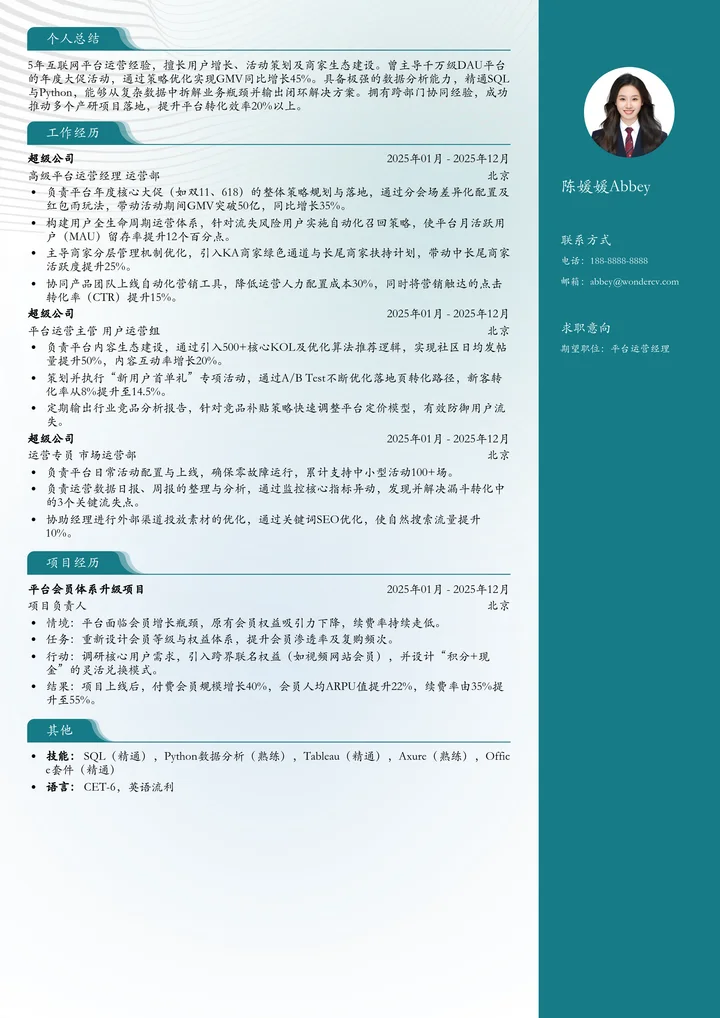 个人总结
5年互联网平台运营经验，擅长用户增长、活动策划及商家生态建设。曾主导千万级DAU平台
的年度大促活动，通过策略优化实现GMV同比增长45%。具备极强的数据分析能力，精通SQL
与Python，能够从复杂数据中拆解业务瓶颈并输出闭环解决方案。拥有跨部门协同经验，成功
推动多个产研项目落地，提升平台转化效率20%以上。
工作经历
超级公司 2025年01月 - 2025年12月
高级平台运营经理 运营部 北京
• 负责平台年度核心大促（如双11、618）的整体策略规划与落地，通过分会场差异化配置及
红包雨玩法，带动活动期间GMV突破50亿，同比增长35%。
• 构建用户全生命周期运营体系，针对流失风险用户实施自动化召回策略，使平台月活跃用
户（MAU）留存率提升12个百分点。
• 主导商家分层管理机制优化，引入KA商家绿色通道与长尾商家扶持计划，带动中长尾商家
活跃度提升25%。
• 协同产品团队上线自动化营销工具，降低运营人力配置成本30%，同时将营销触达的点击
转化率（CTR）提升15%。
超级公司 2025年01月 - 2025年12月
平台运营主管 用户运营组 北京
• 负责平台内容生态建设，通过引入500+核心KOL及优化算法推荐逻辑，实现社区日均发帖
量提升50%，内容互动率增长20%。
• 策划并执行“新用户首单礼”专项活动，通过A/B Test不断优化落地页转化路径，新客转
化率从8%提升至14.5%。
• 定期输出行业竞品分析报告，针对竞品补贴策略快速调整平台定价模型，有效防御用户流
失。
超级公司 2025年01月 - 2025年12月
运营专员 市场运营部 北京
• 负责平台日常活动配置与上线，确保零故障运行，累计支持中小型活动100+场。
• 负责运营数据日报、周报的整理与分析，通过监控核心指标异动，发现并解决漏斗转化中
的3个关键流失点。
• 协助经理进行外部渠道投放素材的优化，通过关键词SEO优化，使自然搜索流量提升
10%。
项目经历
平台会员体系升级项目 2025年01月 - 2025年12月
项目负责人 北京
• 情境：平台面临会员增长瓶颈，原有会员权益吸引力下降，续费率持续走低。
• 任务：重新设计会员等级与权益体系，提升会员渗透率及复购频次。
• 行动：调研核心用户需求，引入跨界联名权益（如视频网站会员），并设计“积分+现
金”的灵活兑换模式。
• 结果：项目上线后，付费会员规模增长40%，会员人均ARPU值提升22%，续费率由35%提
升至55%。
其他
• 技能： SQL（精通）, Python数据分析（熟练）, Tableau（精通）, Axure（熟练）, Offic
e套件（精通）
• 语言： CET-6，英语流利
陈媛媛Abbey
联系方式
电话：188-8888-8888
邮箱：abbey@wondercv.com
求职意向
期望职位：平台运营经理